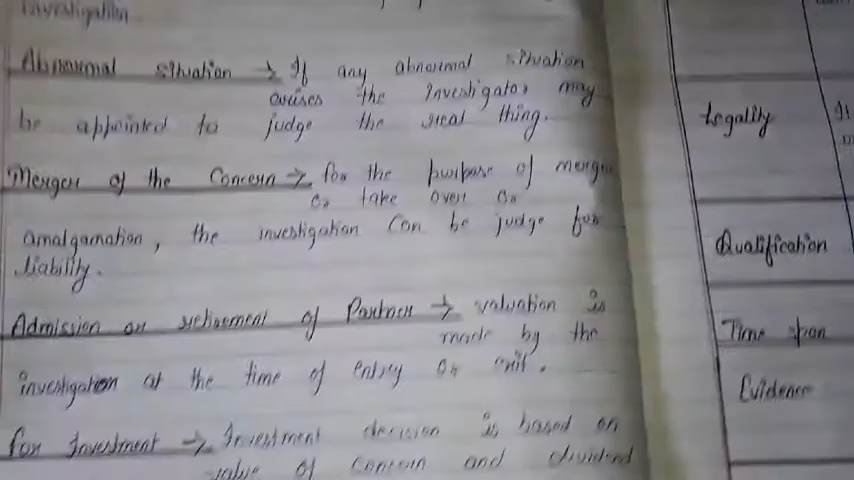 Investigation
Abnormal situation → If any abnormal situation
arises the Investigator may
be appointed to judge the real thing.
Merger of the Concern → for the purpose of merger
or take over or
amalgamation, the investigation can be judge for
liability.
Admission or retirement of Partner → valuation is
made by the
investigation at the time of entry or exit.
for Investment → Investment decision is based on
value of concern and dividend
Legality
It
Qualification
Time span
Evidence